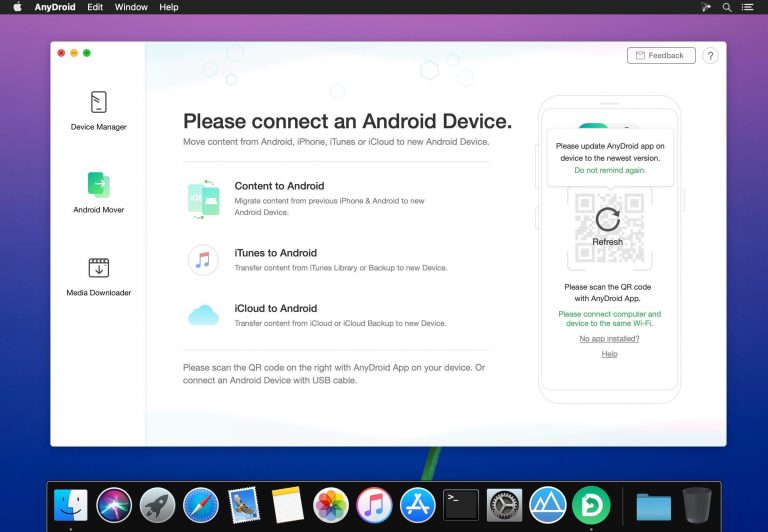 AnyDroid Edit Window Help
Feedback
?
Device Manager
Android Mover
Media Downloader
Please connect an Android Device.
Move content from Android, iPhone, iTunes or iCloud to new Android Device.
iOS
Content to Android
Migrate content from previous iPhone & Android to new
Android Device.
iTunes to Android
Transfer content from iTunes Library or Backup to new Device.
iCloud to Android
Transfer content from iCloud or iCloud Backup to new Device.
Please scan the QR code on the right with AnyDroid App on your device. Or
connect an Android Device with USB cable.
Please update AnyDroid app on
device to the newest version.
Do not remind again.
Refresh
Please scan the QR code
with AnyDroid App.
Please connect computer and
device to the same Wi-Fi.
No app installed?
Help